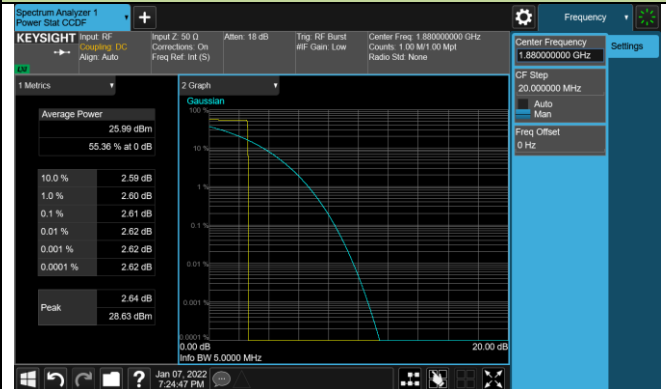 Spectrum Analyzer 1
Power Stat CCDF
Frequency
KEYSIGHT
Input: RF
Coupling: DC
Align: Auto
Input Z: 50 Ω
Corrections: On
Freq Ref: Int (S)
Atten: 18 dB
Trig: RF Burst
#IF Gain: Low
Center Freq: 1.880000000 GHz
Counts: 1.00 M/1.00 Mpt
Radio Std: None
Center Frequency
1.880000000 GHz
Settings
CF Step
20.000000 MHz
Auto
Man
Freq Offset
0 Hz
1 Metrics
Average Power
25.99 dBm
55.36 % at 0 dB
10.0 % 2.59 dB
1.0 % 2.60 dB
0.1 % 2.61 dB
0.01 % 2.62 dB
0.001 % 2.62 dB
0.0001 % 2.62 dB
Peak
2.64 dB
28.63 dBm
2 Graph
Gaussian
100 %
10 %
1 %
0.1 %
0.01 %
0.001 %
0.0001 %
0.00 dB
20.00 dB
Info BW 5.0000 MHz
?
Jan 07, 2022
7:24:47 PM